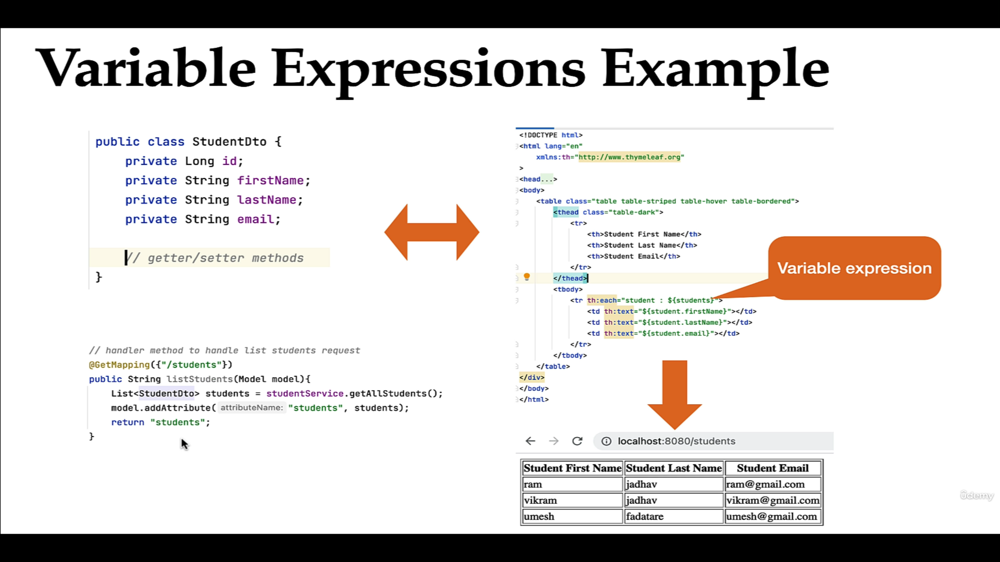 Variable Expressions Example
public class StudentDto {
private Long id;
private String firstName;
private String lastName;
private String email;
// getter/setter methods
}
// handler method to handle list students request
@GetMapping({"/students"})
public String listStudents(Model model){
List<StudentDto> students = studentService.getAllStudents();
model.addAttribute( attributeName: "students", students);
return "students";
}
<!DOCTYPE html>
<html lang="en"
xmlns:th="http://www.thymeleaf.org"
>
<head...>
<body>
<table class="table table-striped table-hover table-bordered">
<thead class="table-dark">
<tr>
<th>Student First Name</th>
<th>Student Last Name</th>
<th>Student Email</th>
</tr>
</thead>
<tbody>
<tr th:each="student : ${students}">
<td th:text="${student.firstName}"></td>
<td th:text="${student.lastName}"></td>
<td th:text="${student.email}"></td>
</tr>
</tbody>
</table>
</div>
</body>
</html>
Variable expression
localhost:8080/students
Student First Name Student Last Name Student Email
ram jadhav ram@gmail.com
vikram jadhav vikram@gmail.com
umesh fadatare umesh@gmail.com
ûdemy